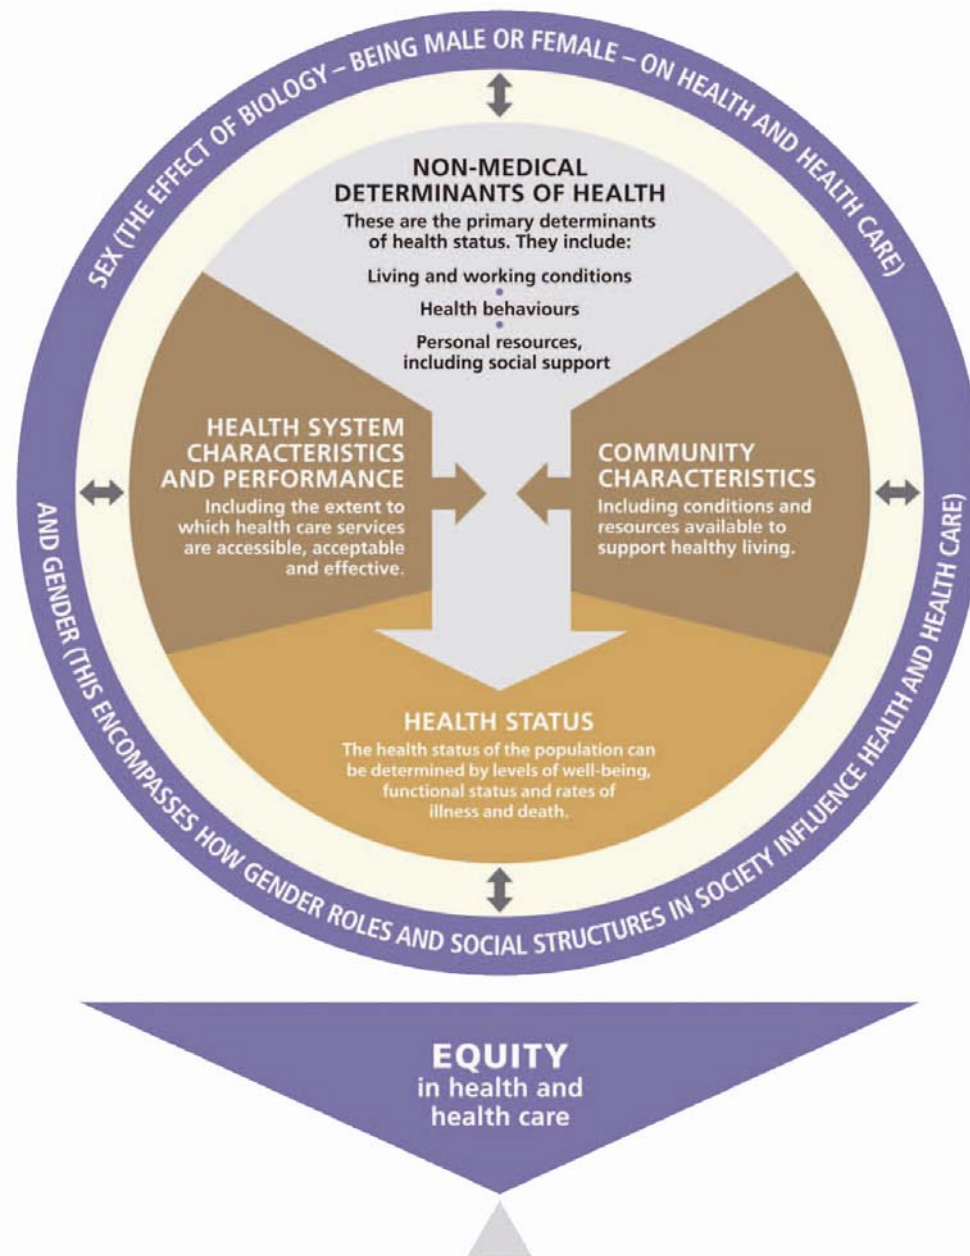 SEX (THE EFFECT OF BIOLOGY – BEING MALE OR FEMALE – ON HEALTH AND HEALTH CARE)
NON-MEDICAL
DETERMINANTS OF HEALTH
These are the primary determinants
of health status. They include:
Living and working conditions
•
Health behaviours
•
Personal resources,
including social support
HEALTH SYSTEM
CHARACTERISTICS
AND PERFORMANCE
Including the extent to
which health care services
are accessible, acceptable
and effective.
COMMUNITY
CHARACTERISTICS
Including conditions and
resources available to
support healthy living.
HEALTH STATUS
The health status of the population can
be determined by levels of well-being,
functional status and rates of
illness and death.
AND GENDER (THIS ENCOMPASSES HOW GENDER ROLES AND SOCIAL STRUCTURES IN SOCIETY INFLUENCE HEALTH AND HEALTH CARE)
EQUITY
in health and
health care